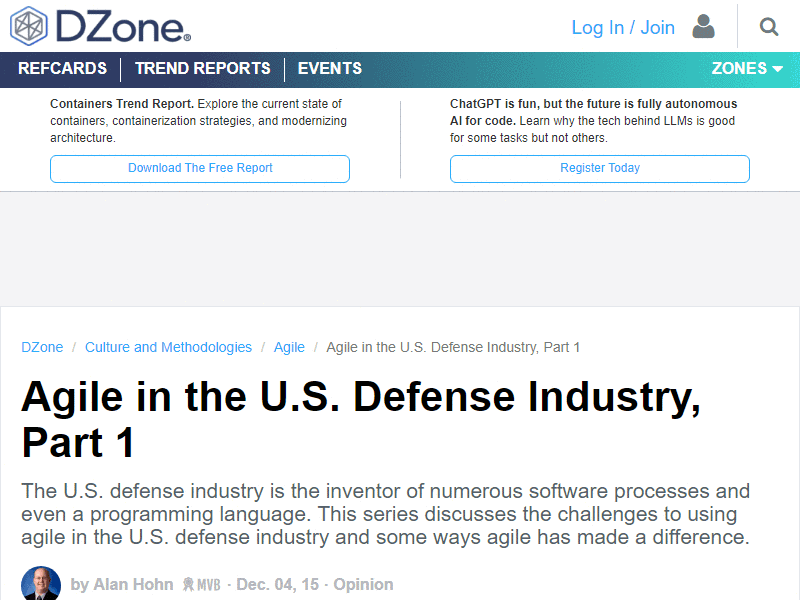 DZone®
Log In / Join
REFCARDS TREND REPORTS EVENTS ZONES
Containers Trend Report. Explore the current state of
containers, containerization strategies, and modernizing
architecture.
Download The Free Report
ChatGPT is fun, but the future is fully autonomous
AI for code. Learn why the tech behind LLMs is good
for some tasks but not others.
Register Today
DZone / Culture and Methodologies / Agile / Agile in the U.S. Defense Industry, Part 1
Agile in the U.S. Defense Industry,
Part 1
The U.S. defense industry is the inventor of numerous software processes and
even a programming language. This series discusses the challenges to using
agile in the U.S. defense industry and some ways agile has made a difference.
by Alan Hohn MVB · Dec. 04, 15 · Opinion